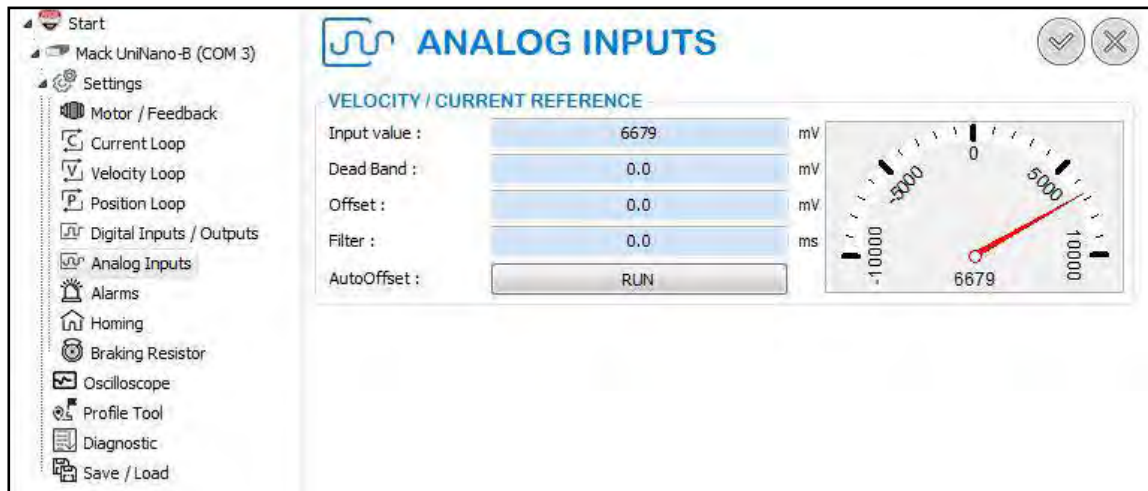 Start
Mack UniNano-B (COM 3)
Settings
Motor / Feedback
C Current Loop
V Velocity Loop
P Position Loop
Digital Inputs / Outputs
Analog Inputs
Alarms
Homing
Braking Resistor
Oscilloscope
Profile Tool
Diagnostic
Save / Load
ANALOG INPUTS
VELOCITY / CURRENT REFERENCE
Input value : 6679 mV
Dead Band : 0.0 mV
Offset : 0.0 mV
Filter : 0.0 ms
AutoOffset : RUN
-10000 -5000 0 5000 10000
6679